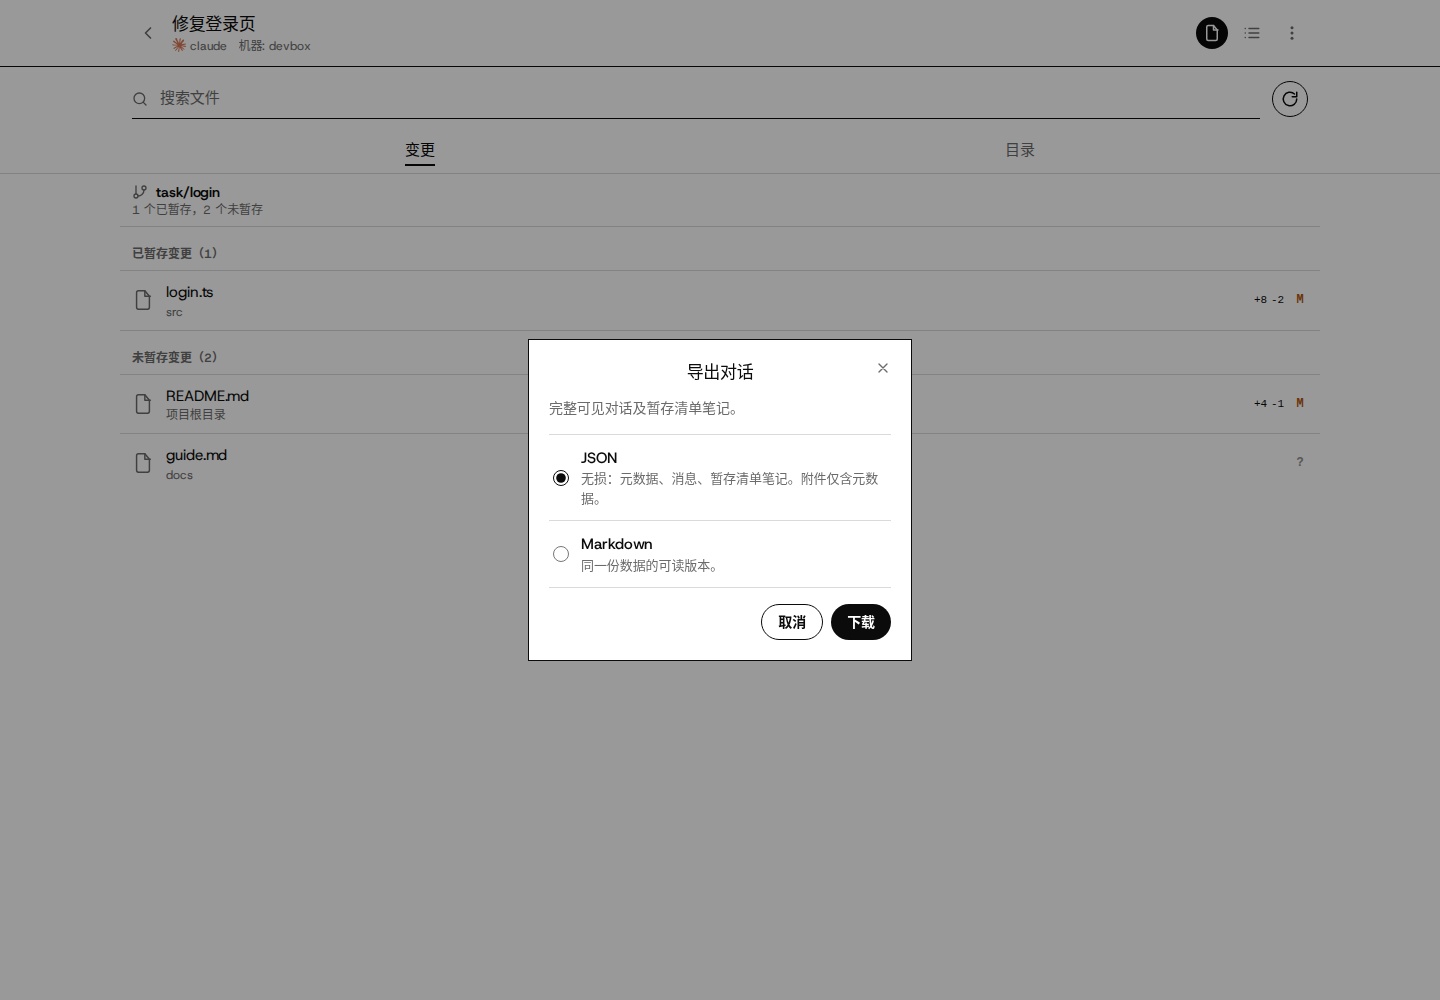 修复登录页
claude 机器: devbox
搜索文件
变更 目录
task/login
1 个已暂存，2 个未暂存
已暂存变更（1）
login.ts
src
+8 -2 M
未暂存变更（2）
README.md
项目根目录
+4 -1 M
guide.md
docs
?
导出对话
完整可见对话及暂存清单笔记。
JSON
无损：元数据、消息、暂存清单笔记。附件仅含元数
据。
Markdown
同一份数据的可读版本。
取消 下载